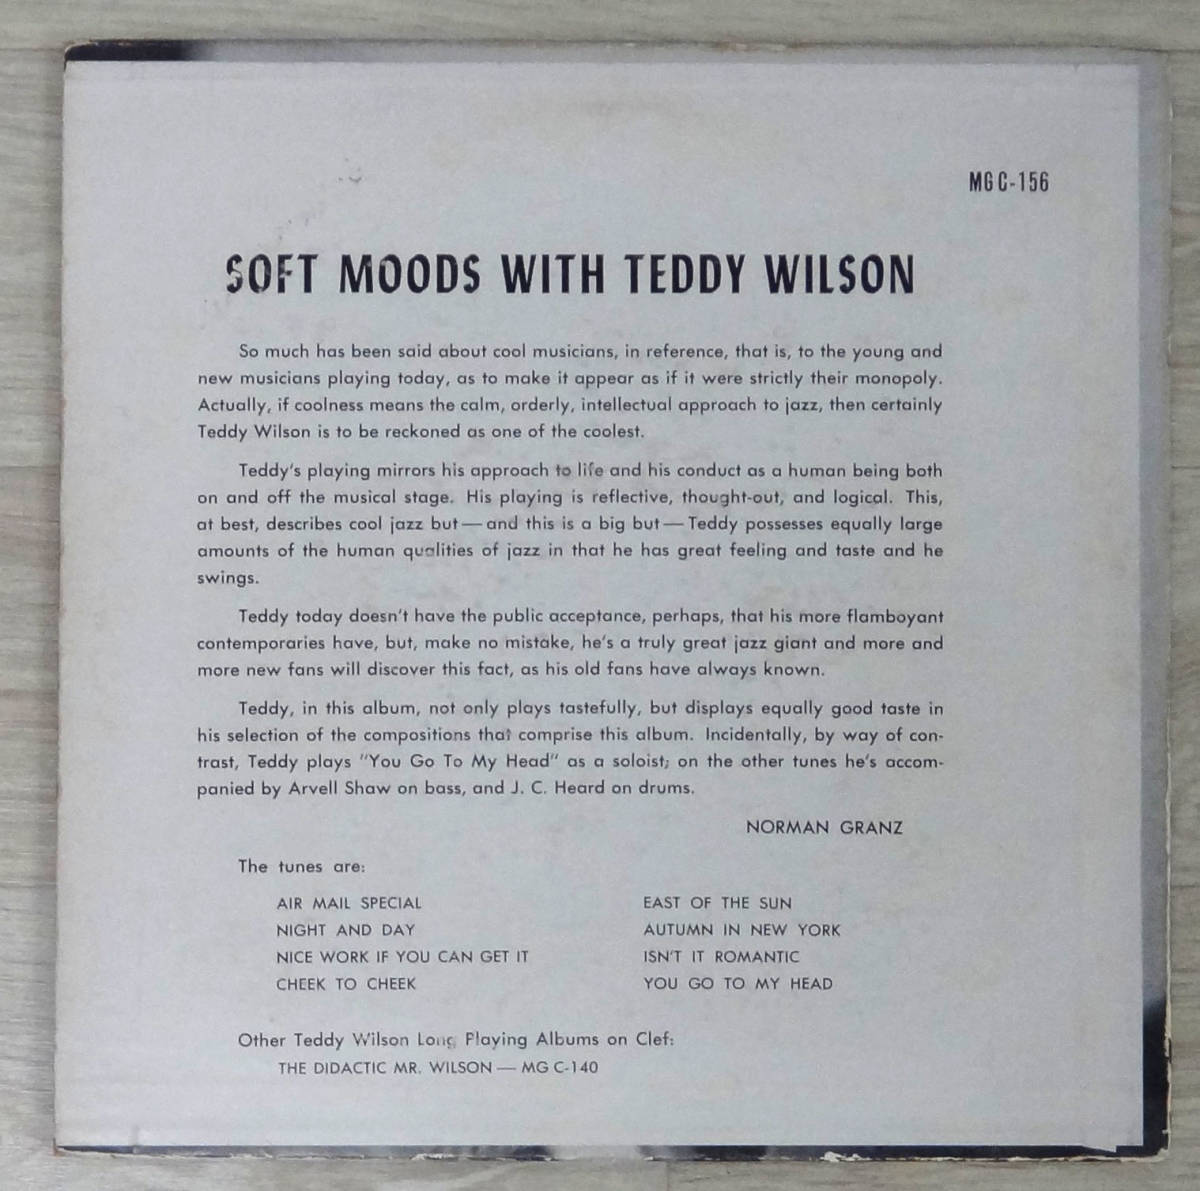 MG C-156
SOFT MOODS WITH TEDDY WILSON
So much has been said about cool musicians, in reference, that is, to the young and
new musicians playing today, as to make it appear as if it were strictly their monopoly.
Actually, if coolness means the calm, orderly, intellectual approach to jazz, then certainly
Teddy Wilson is to be reckoned as one of the coolest.
Teddy's playing mirrors his approach to life and his conduct as a human being both
on and off the musical stage. His playing is reflective, thought-out, and logical. This,
at best, describes cool jazz but—and this is a big but—Teddy possesses equally large
amounts of the human qualities of jazz in that he has great feeling and taste and he
swings.
Teddy today doesn't have the public acceptance, perhaps, that his more flamboyant
contemporaries have, but, make no mistake, he's a truly great jazz giant and more and
more new fans will discover this fact, as his old fans have always known.
Teddy, in this album, not only plays tastefully, but displays equally good taste in
his selection of the compositions that comprise this album. Incidentally, by way of con-
trast, Teddy plays "You Go To My Head" as a soloist; on the other tunes he's accom-
panied by Arvell Shaw on bass, and J. C. Heard on drums.
NORMAN GRANZ
The tunes are:
AIR MAIL SPECIAL
NIGHT AND DAY
NICE WORK IF YOU CAN GET IT
CHEEK TO CHEEK
EAST OF THE SUN
AUTUMN IN NEW YORK
ISN'T IT ROMANTIC
YOU GO TO MY HEAD
Other Teddy Wilson Long Playing Albums on Clef:
THE DIDACTIC MR. WILSON — MG C-140